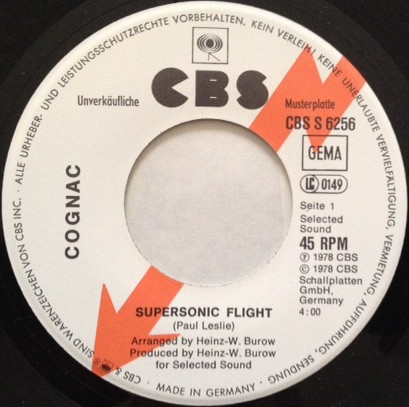 ALLE URHEBER- UND LEISTUNGSSCHUTZRECHTE VORBEHALTEN. KEIN VERLEIH! KEINE UNERLAUBTE VERVIELFÄLTIGUNG, VERMIETUNG, AUFFÜHRUNG, SENDUNG!
CBS
Unverkäufliche
Musterplatte
CBS S 6256
GEMA
LC 0149
COGNAC
Seite 1
Selected
Sound
45 RPM
℗ 1978 CBS
© 1978 CBS
Schallplatten
GmbH,
Germany
4:00
SUPERSONIC FLIGHT
(Paul Leslie)
Arranged by Heinz-W. Burow
Produced by Heinz-W. Burow
for Selected Sound
• MADE IN GERMANY •
CBS & SIND WARENZEICHEN VON CBS INC. •